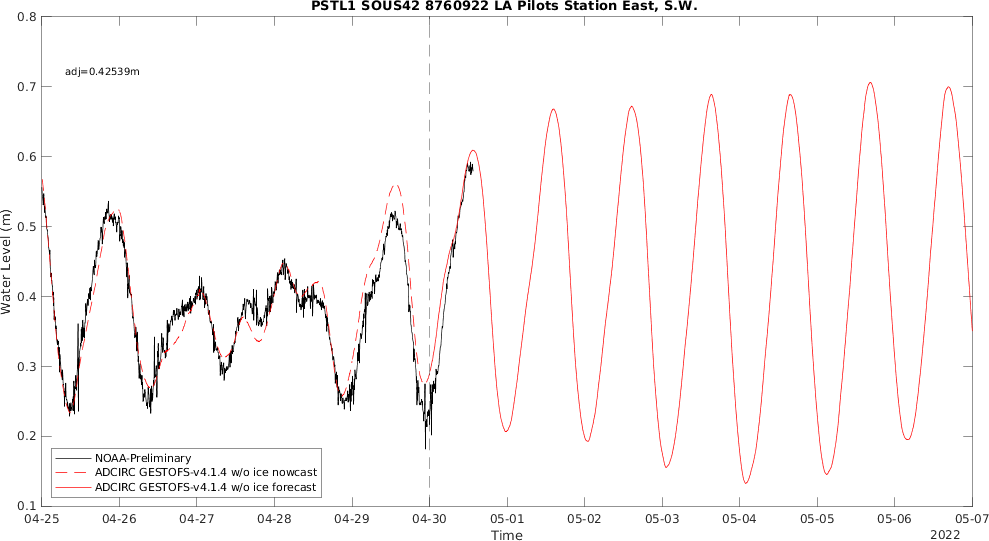 PSTL1 SOUS42 8760922 LA Pilots Station East, S.W.
adj=0.42539m
Water Level (m)
0.8
0.7
0.6
0.5
0.4
0.3
0.2
0.1
NOAA-Preliminary
ADCIRC GESTOFS-v4.1.4 w/o ice nowcast
ADCIRC GESTOFS-v4.1.4 w/o ice forecast
04-25 04-26 04-27 04-28 04-29 04-30 05-01 05-02 05-03 05-04 05-05 05-06 05-07
Time
2022